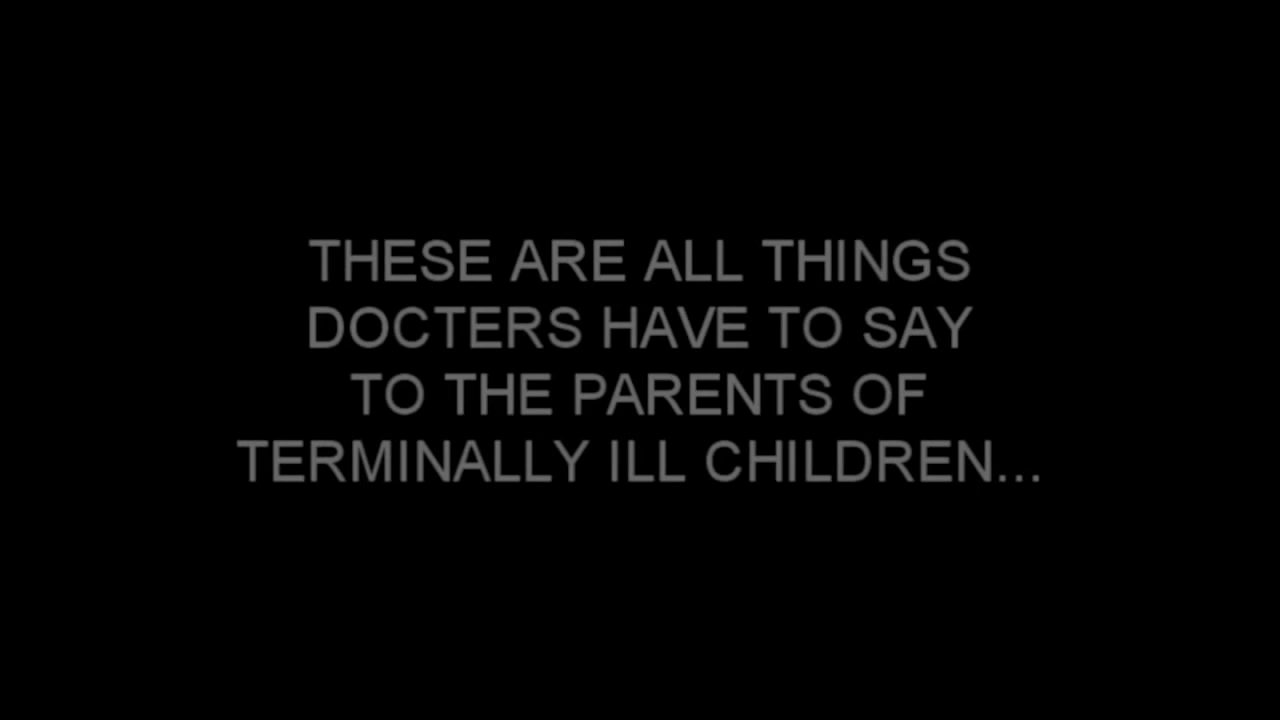 THESE ARE ALL THINGS
DOCTERS HAVE TO SAY
TO THE PARENTS OF
TERMINALLY ILL CHILDREN...